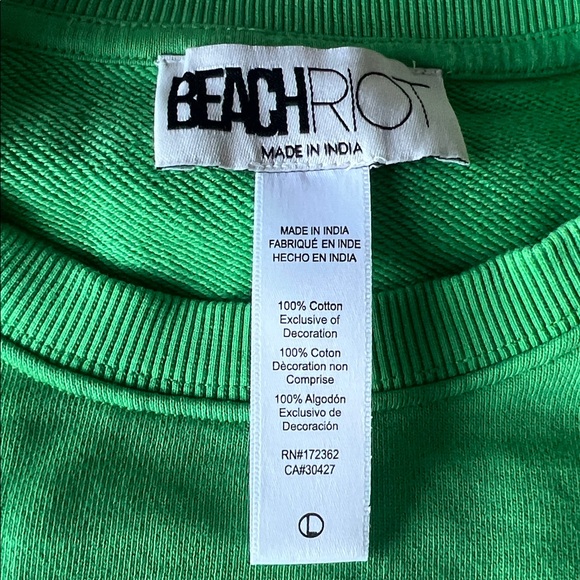 BEACHRIOT
MADE IN INDIA
MADE IN INDIA
FABRIQUÉ EN INDE
HECHO EN INDIA
100% Cotton
Exclusive of
Decoration
100% Coton
Dècoration non
Comprise
100% Algodón
Exclusivo de
Decoración
RN#172362
CA#30427
L